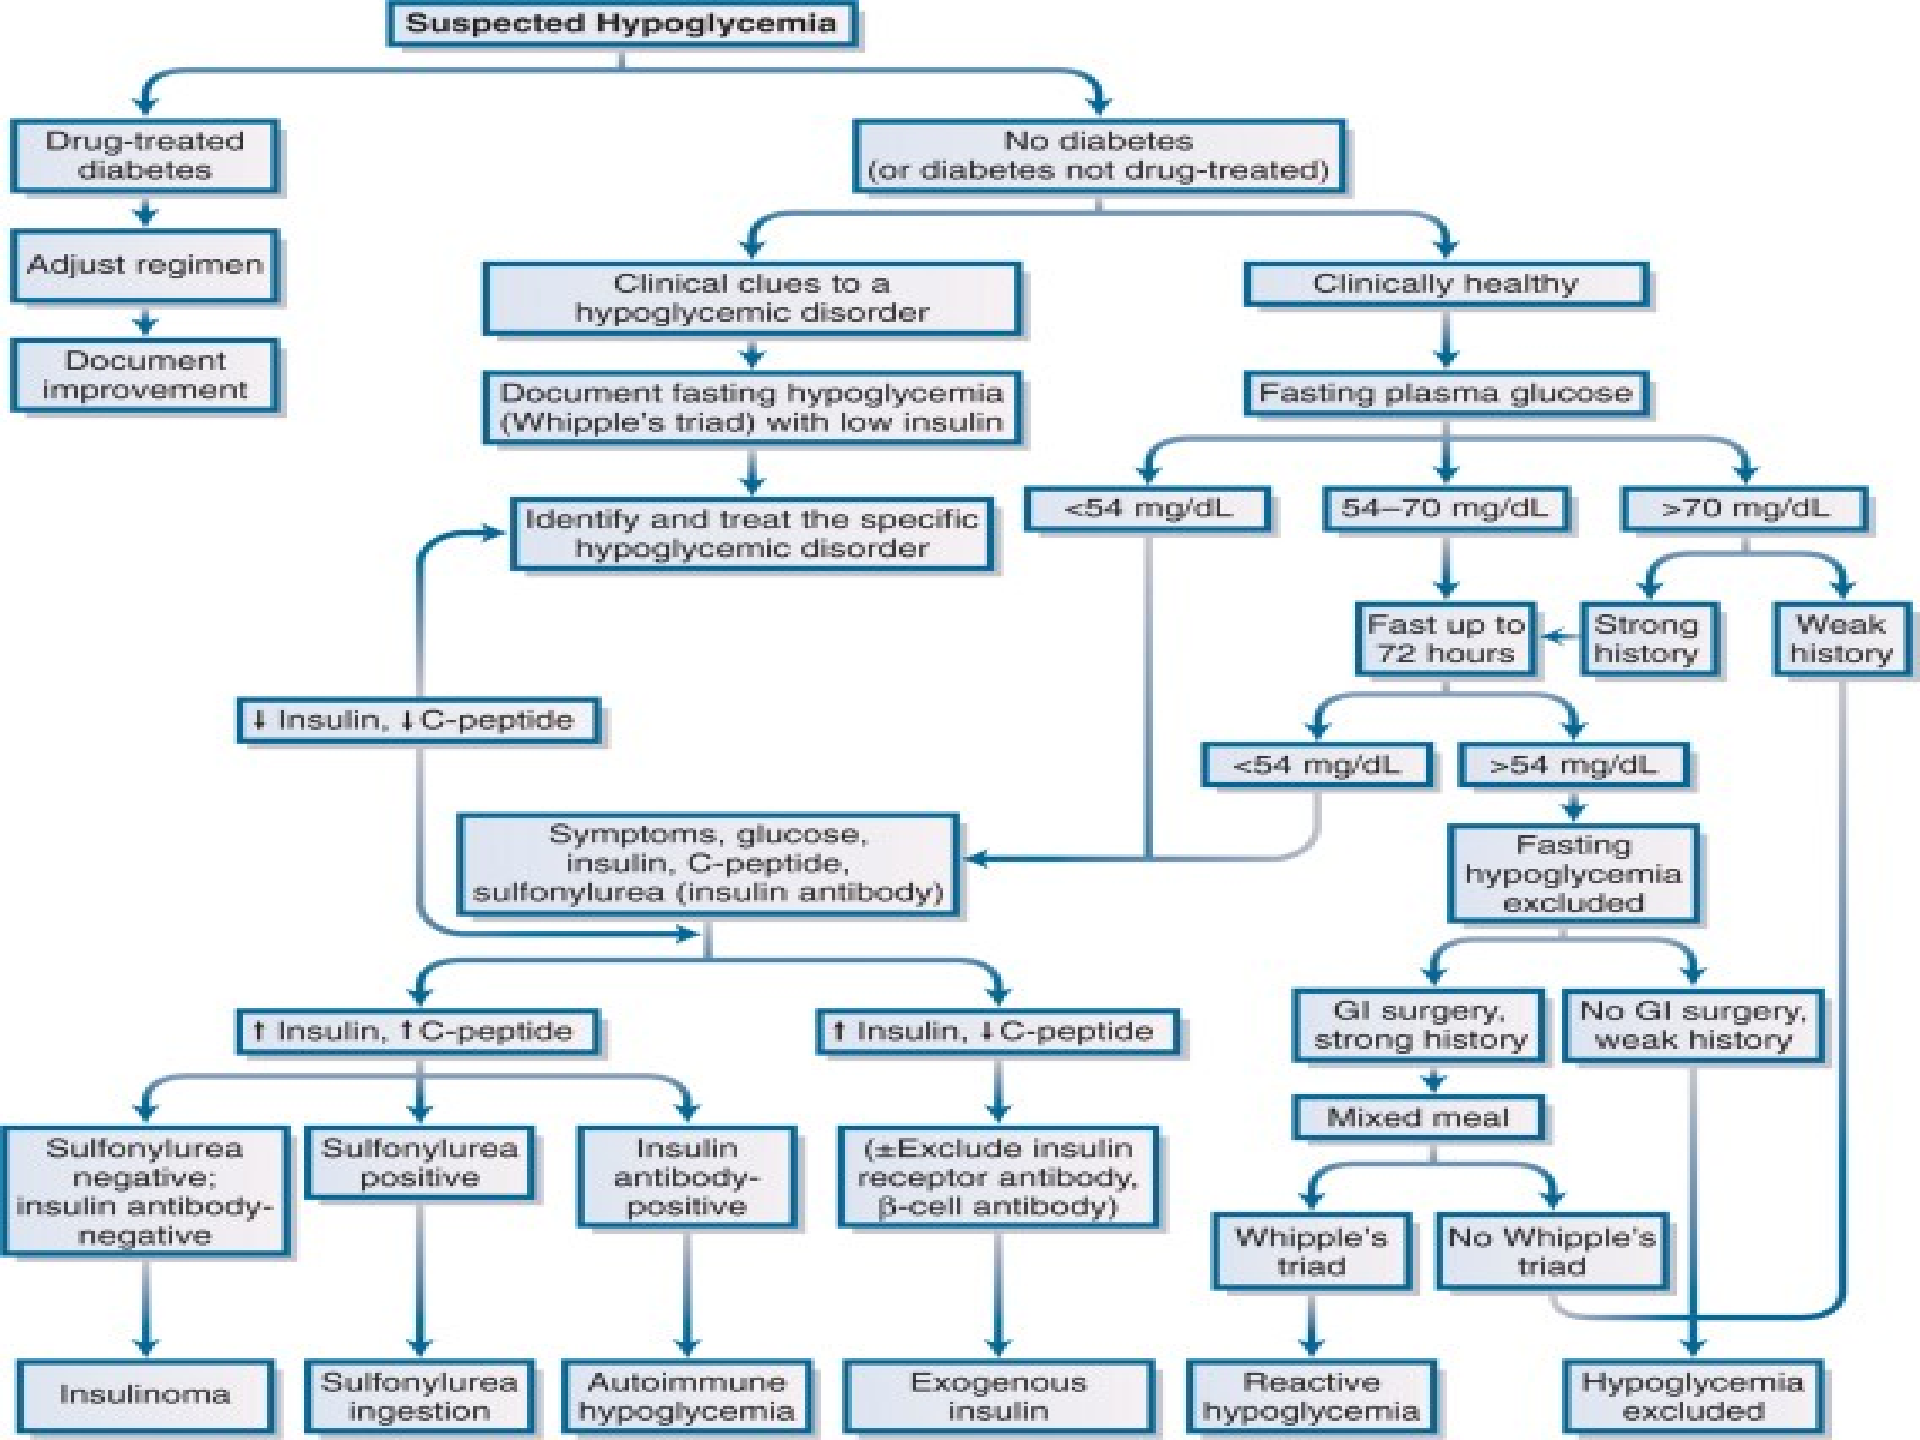 Suspected Hypoglycemia
Drug-treated
diabetes
No diabetes
(or diabetes not drug-treated)
Adjust regimen
Document
improvement
Clinical clues to a
hypoglycemic disorder
Clinically healthy
Document fasting hypoglycemia
(Whipple's triad) with low insulin
Fasting plasma glucose
Identify and treat the specific
hypoglycemic disorder
<54 mg/dL
54–70 mg/dL
>70 mg/dL
Fast up to
72 hours
Strong
history
Weak
history
↓ Insulin, ↓ C-peptide
<54 mg/dL
>54 mg/dL
Symptoms, glucose,
insulin, C-peptide,
sulfonylurea (insulin antibody)
Fasting
hypoglycemia
excluded
↑ Insulin, ↑ C-peptide
↑ Insulin, ↓ C-peptide
GI surgery,
strong history
No GI surgery,
weak history
Mixed meal
Sulfonylurea
negative;
insulin antibody-
negative
Sulfonylurea
positive
Insulin
antibody-
positive
(±Exclude insulin
receptor antibody,
β-cell antibody)
Whipple's
triad
No Whipple's
triad
Insulinoma
Sulfonylurea
ingestion
Autoimmune
hypoglycemia
Exogenous
insulin
Reactive
hypoglycemia
Hypoglycemia
excluded